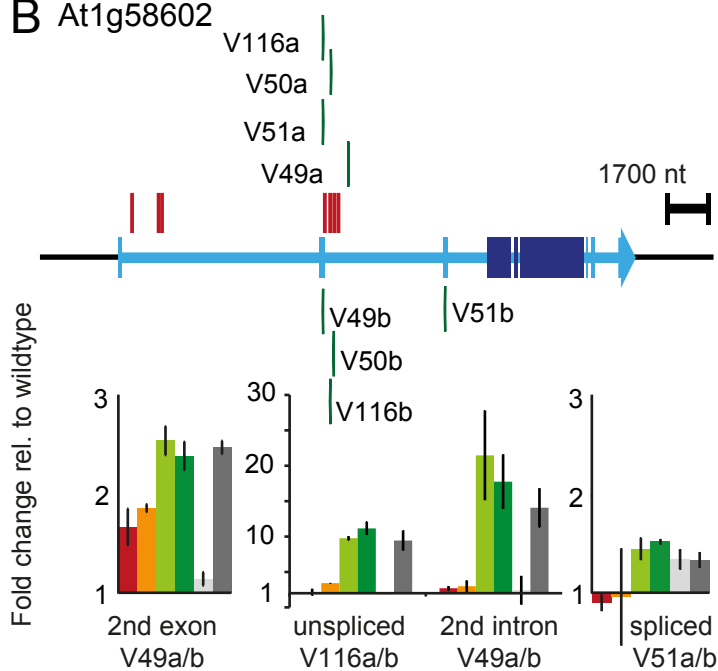 B At1g58602
V116a
V50a
V51a
V49a
1700 nt
V49b
V51b
V50b
V116b
Fold change rel. to wildtype
3
2
1
30
20
10
1
3
2
1
2nd exon
V49a/b
unspliced
V116a/b
2nd intron
V49a/b
spliced
V51a/b